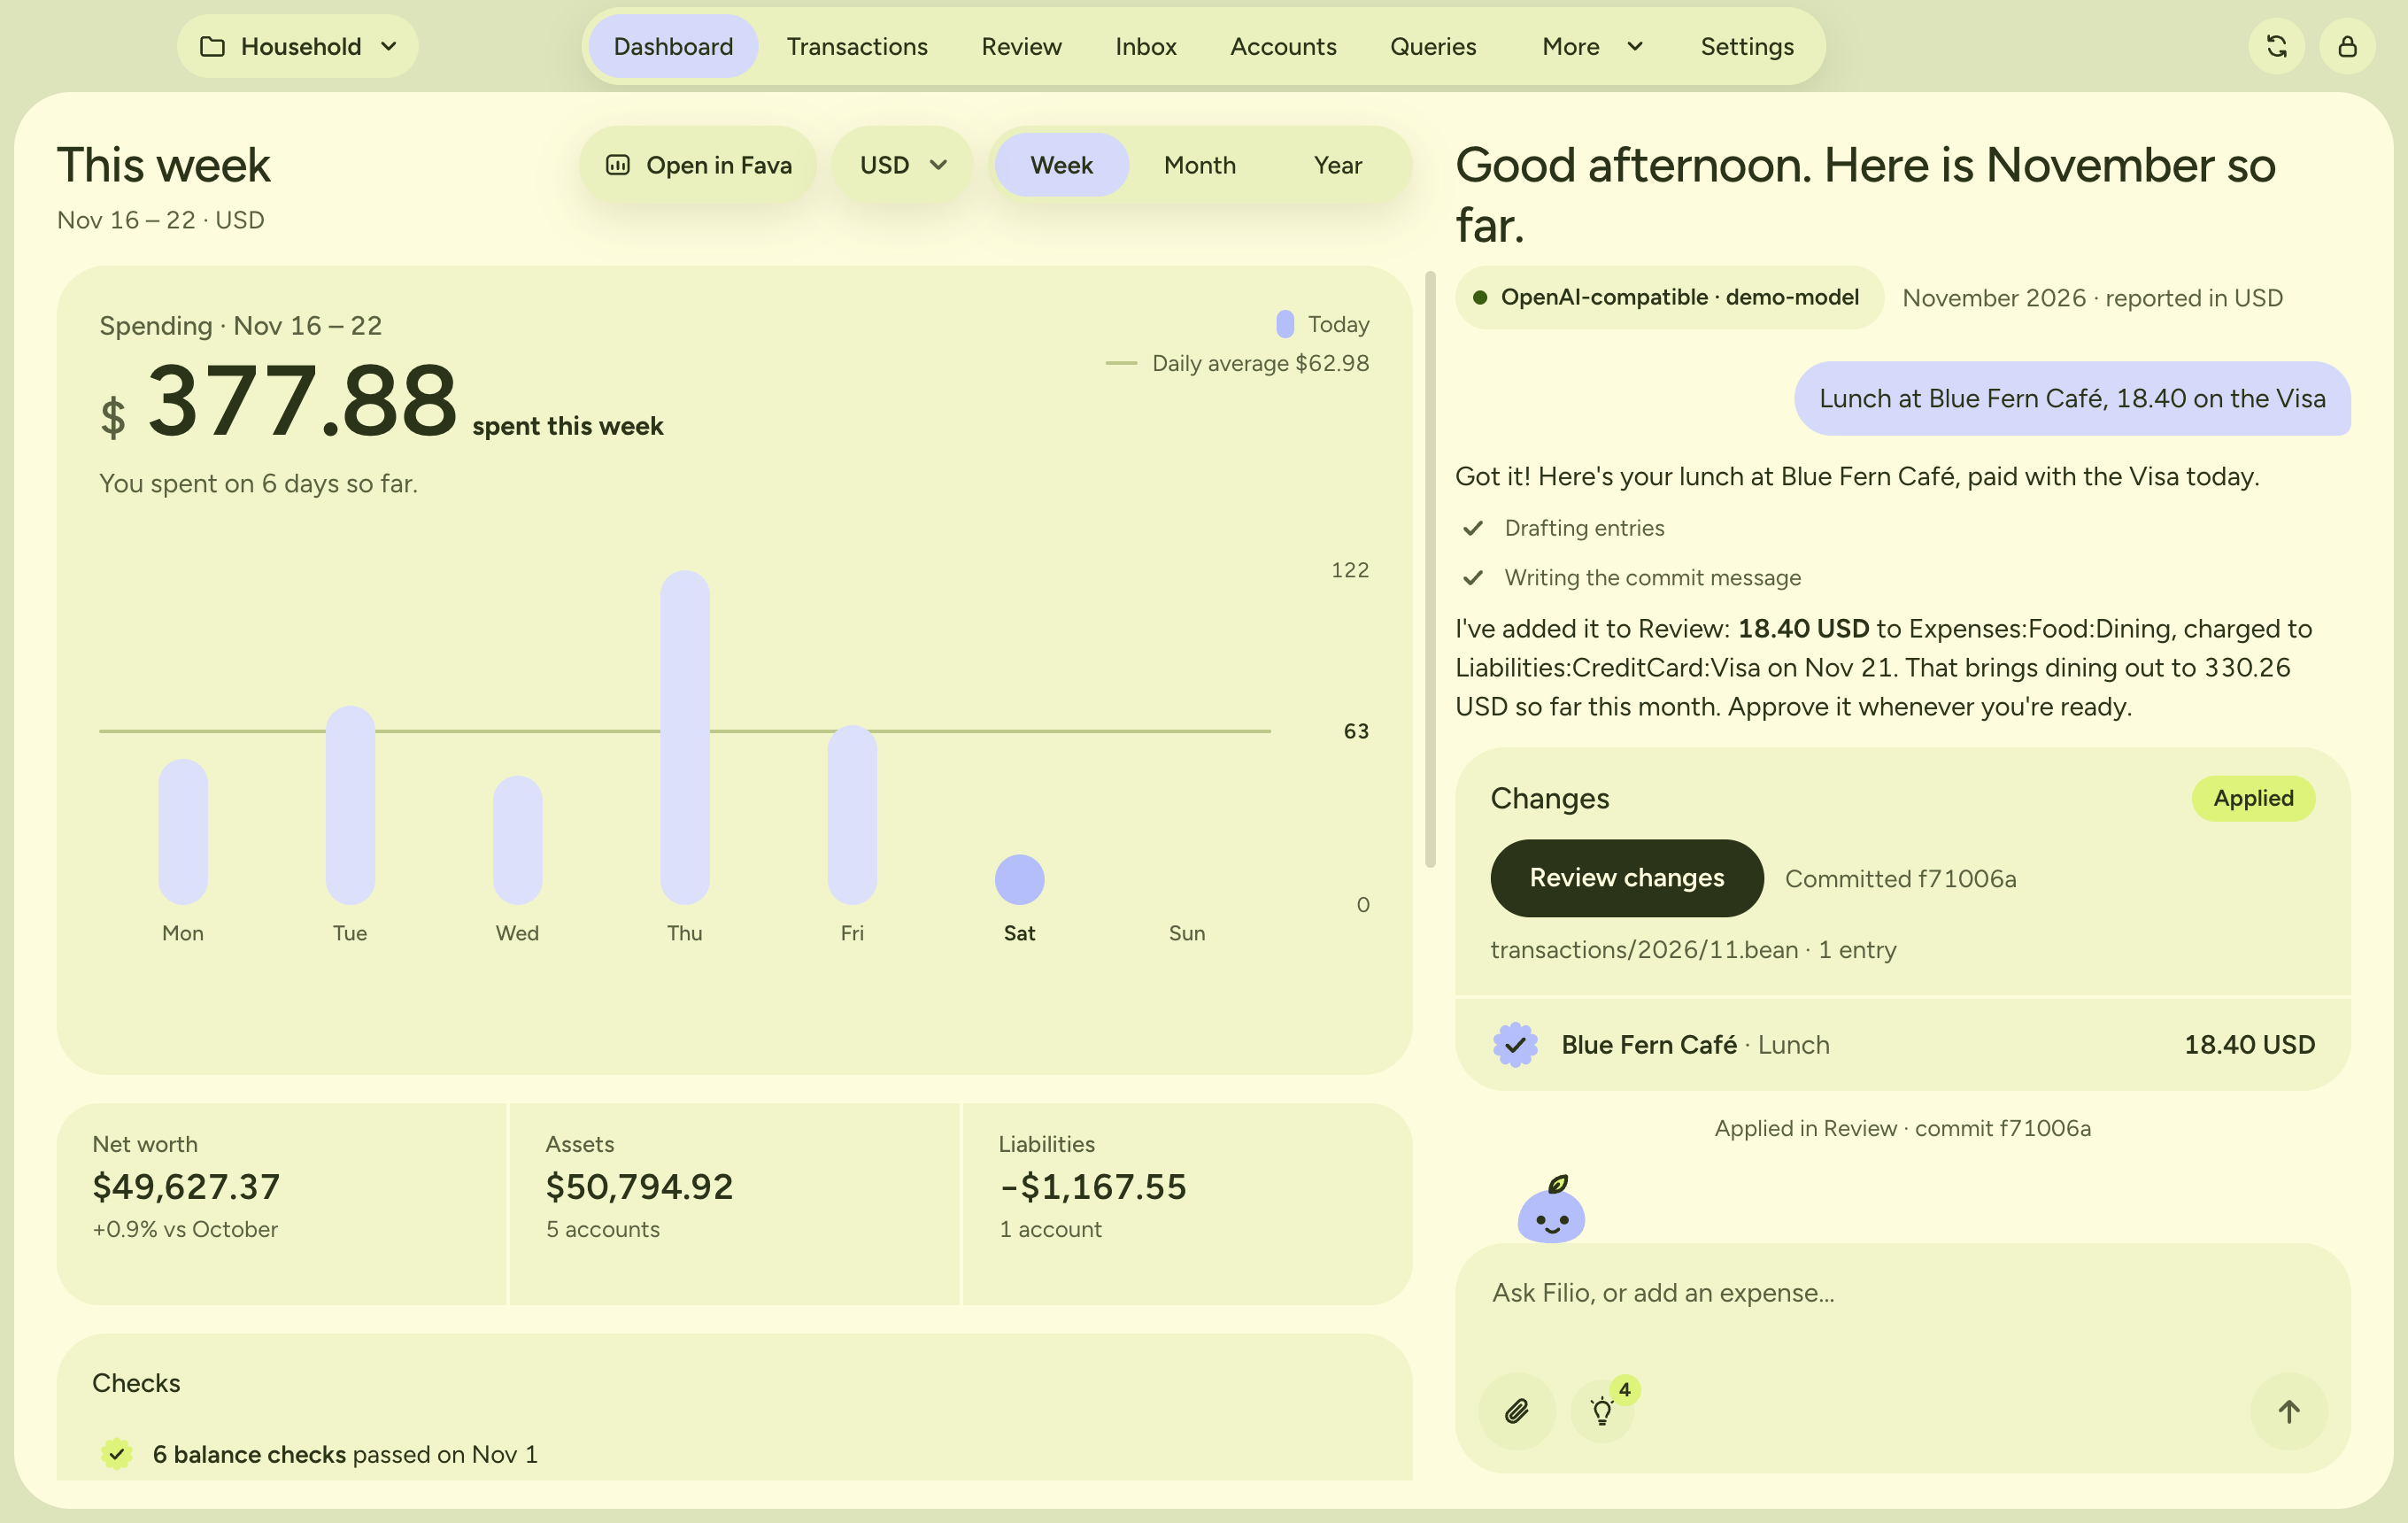 Household
Dashboard Transactions Review Inbox Accounts Queries More Settings
This week
Nov 16 – 22 · USD
Open in Fava
USD
Week Month Year
Spending · Nov 16 – 22
$ 377.88 spent this week
You spent on 6 days so far.
Today
Daily average $62.98
122
63
0
Mon Tue Wed Thu Fri Sat Sun
Net worth
$49,627.37
+0.9% vs October
Assets
$50,794.92
5 accounts
Liabilities
−$1,167.55
1 account
Checks
6 balance checks passed on Nov 1
Good afternoon. Here is November so
far.
OpenAI-compatible · demo-model
November 2026 · reported in USD
Lunch at Blue Fern Café, 18.40 on the Visa
Got it! Here's your lunch at Blue Fern Café, paid with the Visa today.
Drafting entries
Writing the commit message
I've added it to Review: 18.40 USD to Expenses:Food:Dining, charged to
Liabilities:CreditCard:Visa on Nov 21. That brings dining out to 330.26
USD so far this month. Approve it whenever you're ready.
Changes
Applied
Review changes
Committed f71006a
transactions/2026/11.bean · 1 entry
Blue Fern Café · Lunch
18.40 USD
Applied in Review · commit f71006a
Ask Filio, or add an expense...
4